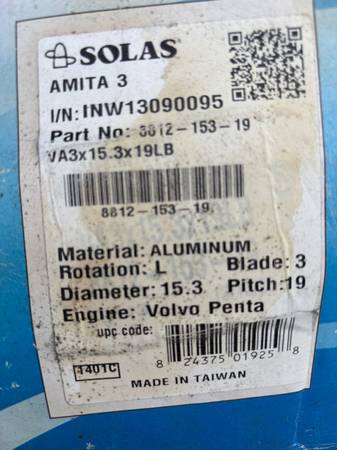 SOLAS
AMITA 3
I/N: INW13090095
Part No: 8812-153-19
VA3x15.3x19LB
8812-153-19
Material: ALUMINUM
Rotation: L Blade: 3
Diameter: 15.3 Pitch: 19
Engine: Volvo Penta
upc code:
8 24375 01925 8
1401C
MADE IN TAIWAN